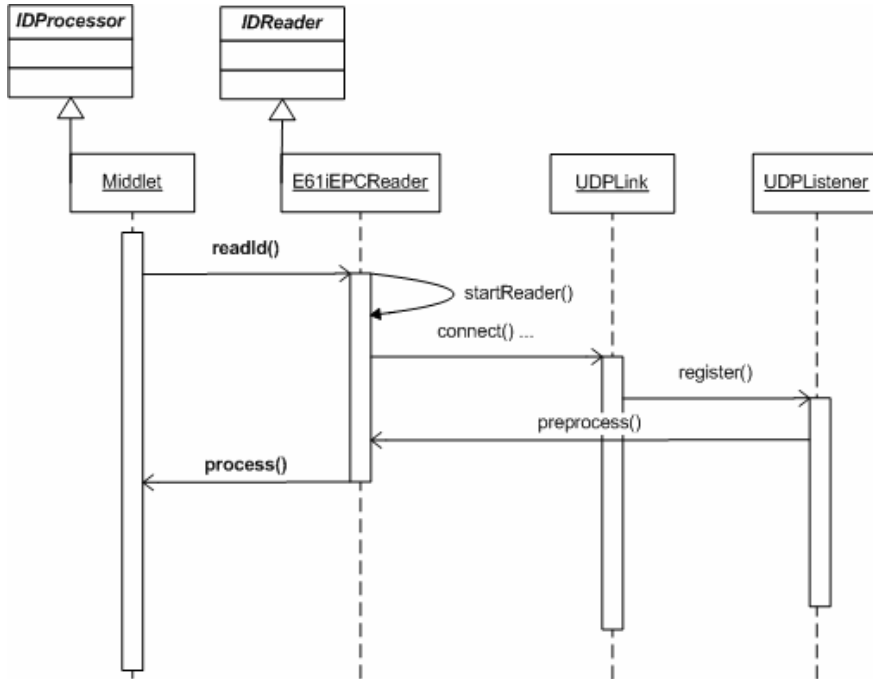 IDProcessor
IDReader
Middlet
E61iEPCReader
UDPLink
UDPListener
readId()
startReader()
connect() ...
register()
preprocess()
process()